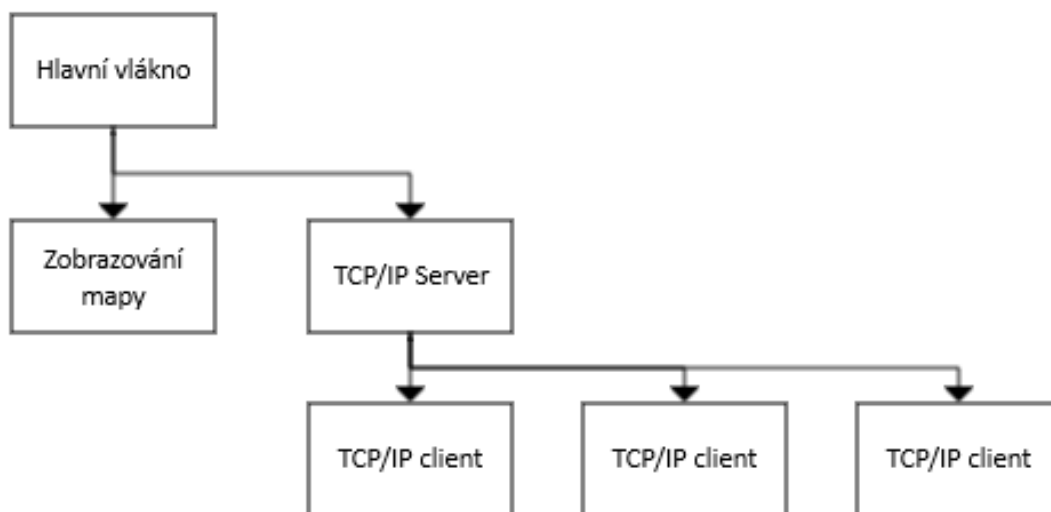 Hlavní vlákno
Zobrazování
mapy
TCP/IP Server
TCP/IP client
TCP/IP client
TCP/IP client